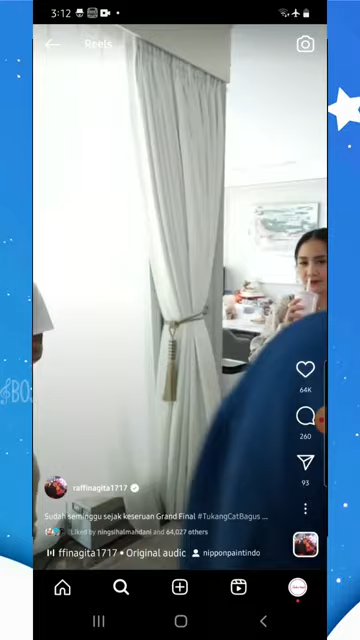 3:12
Reels
64K
260
93
raffinagita1717
Sudah seminggu sejak keseruan Grand Final #TukangCatBagus ...
Liked by ningsihalmahdani and 64,027 others
ffinagita1717 • Original audio
nipponpaintindo
BO